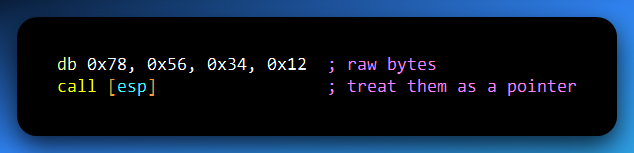 db 0x78, 0x56, 0x34, 0x12  ; raw bytes
call [esp]                 ; treat them as a pointer